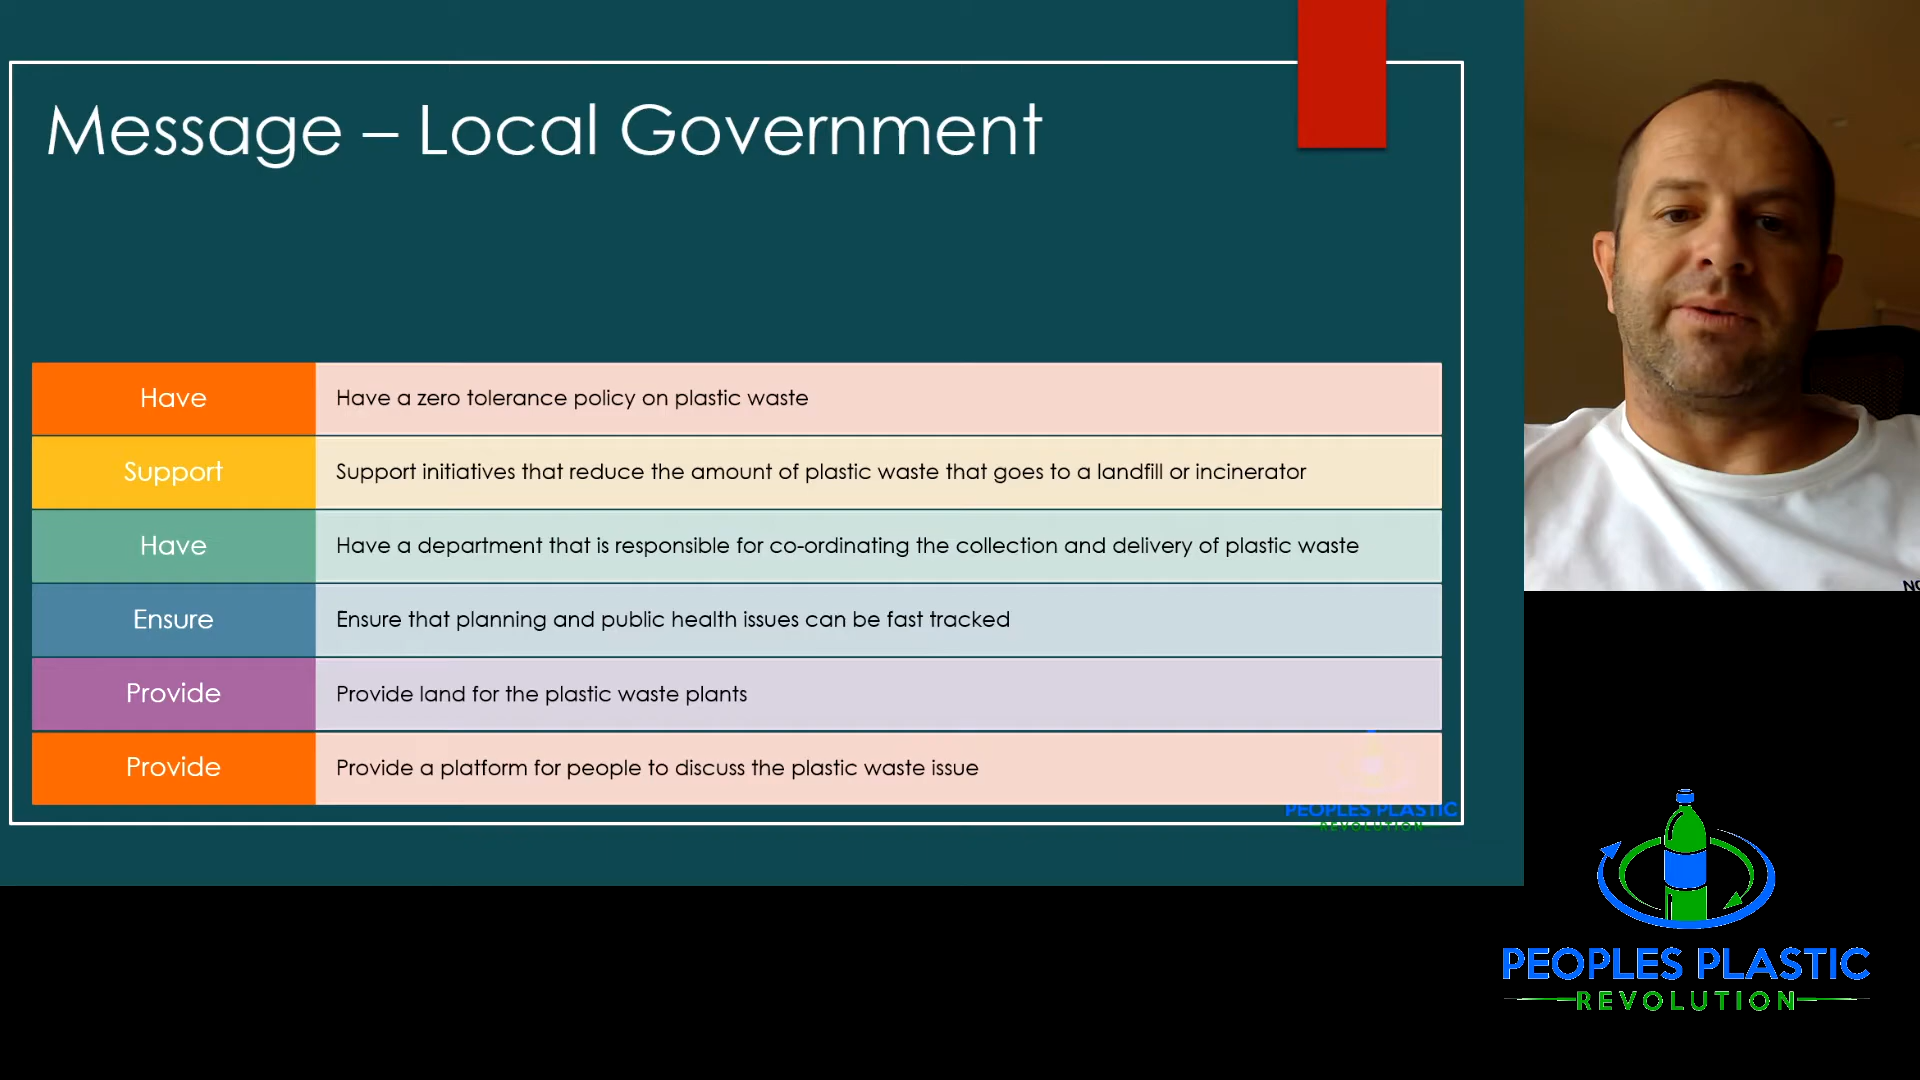 Message – Local Government
Have
Have a zero tolerance policy on plastic waste
Support
Support initiatives that reduce the amount of plastic waste that goes to a landfill or incinerator
Have
Have a department that is responsible for co-ordinating the collection and delivery of plastic waste
Ensure
Ensure that planning and public health issues can be fast tracked
Provide
Provide land for the plastic waste plants
Provide
Provide a platform for people to discuss the plastic waste issue
PEOPLES PLASTIC
REVOLUTION
PEOPLES PLASTIC
REVOLUTION